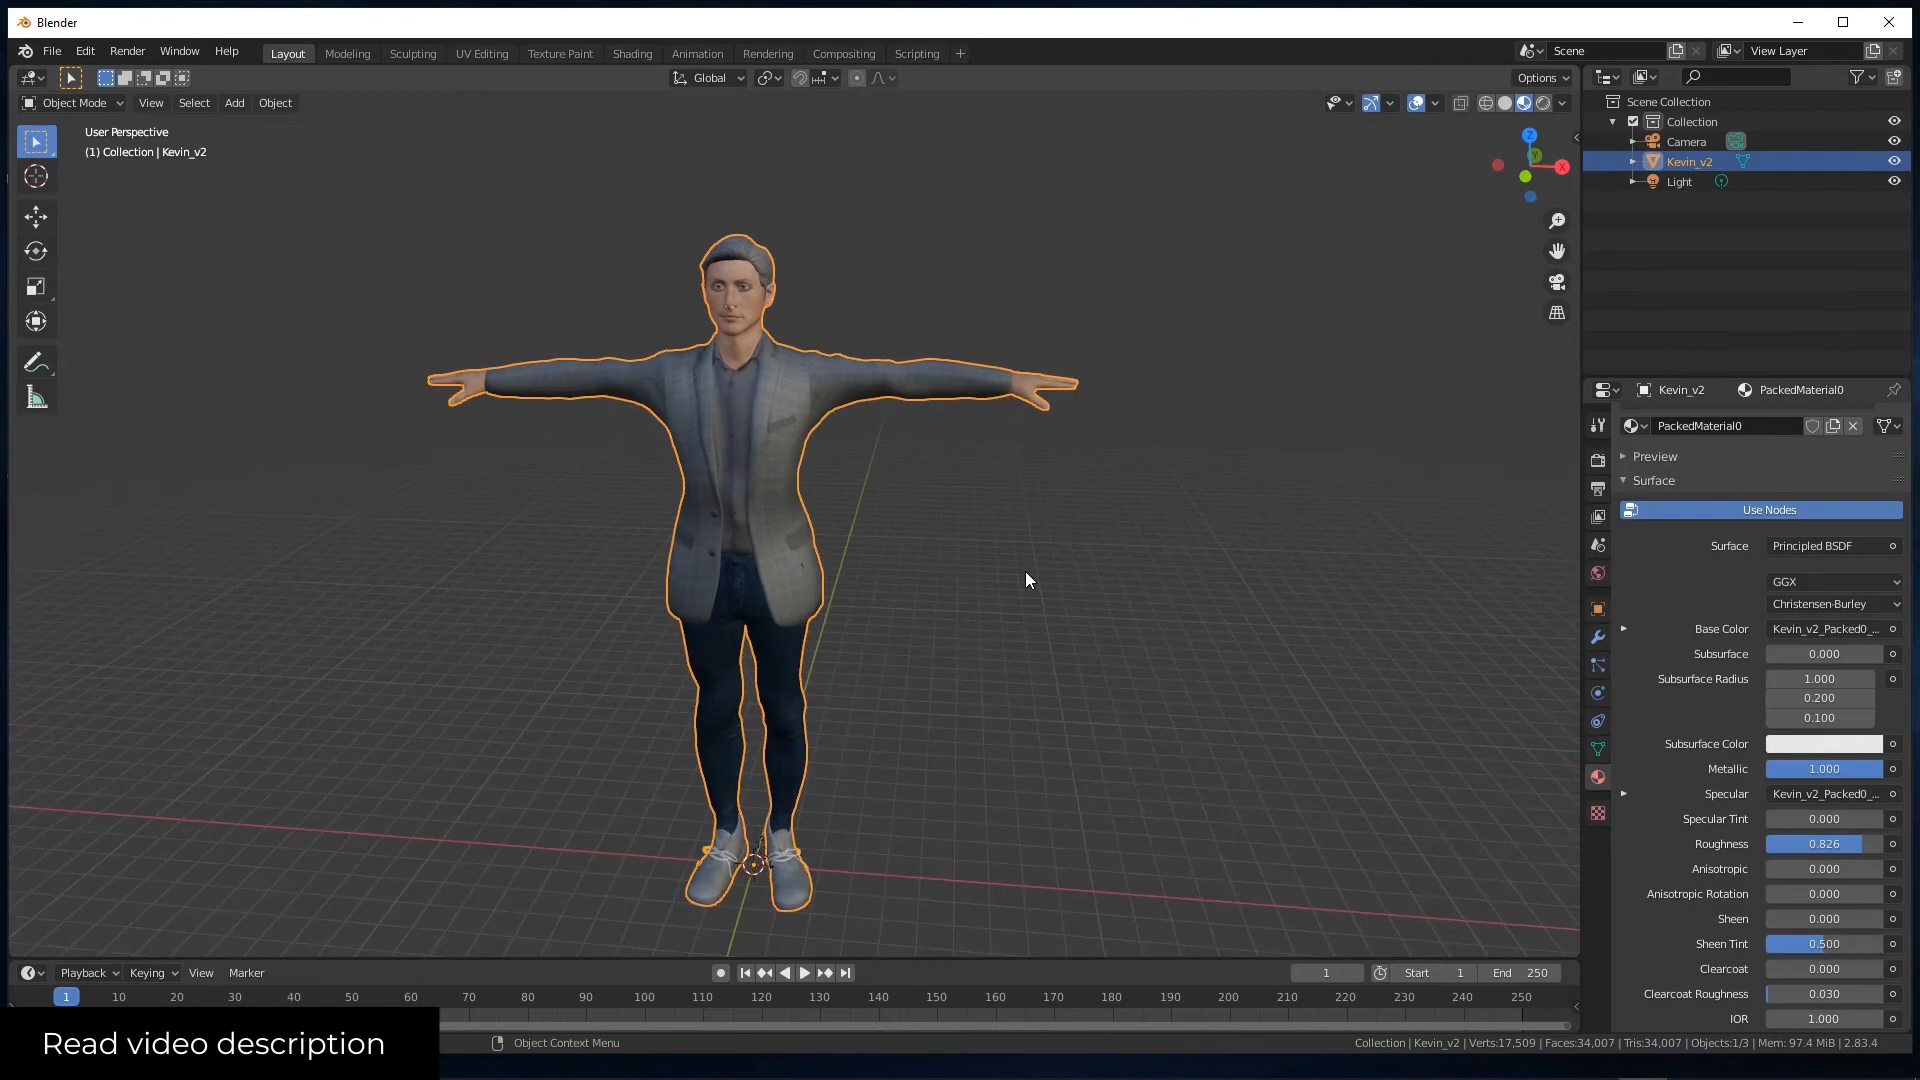 Blender
File Edit Render Window Help Layout Modeling Sculpting UV Editing Texture Paint Shading Animation Rendering Compositing Scripting + Scene View Layer
Global Options
Object Mode View Select Add Object
User Perspective
(1) Collection | Kevin_v2
Z
Y
X
Scene Collection
Collection
Camera
Kevin_v2
Light
Kevin_v2 PackedMaterial0
PackedMaterial0
Preview
Surface
Use Nodes
Surface Principled BSDF
GGX
Christensen-Burley
Base Color Kevin_v2_Packed0_...
Subsurface 0.000
Subsurface Radius 1.000
0.200
0.100
Subsurface Color
Metallic 1.000
Specular Kevin_v2_Packed0_...
Specular Tint 0.000
Roughness 0.826
Anisotropic 0.000
Anisotropic Rotation 0.000
Sheen 0.000
Sheen Tint 0.500
Clearcoat 0.000
Clearcoat Roughness 0.030
IOR 1.000
Playback Keying View Marker 1 Start 1 End 250
1 10 20 30 40 50 60 70 80 90 100 110 120 130 140 150 160 170 180 190 200 210 220 230 240 250
Read video description
Object Context Menu
Collection | Kevin_v2 | Verts:17,509 | Faces:34,007 | Tris:34,007 | Objects:1/3 | Mem: 97.4 MiB | 2.83.4